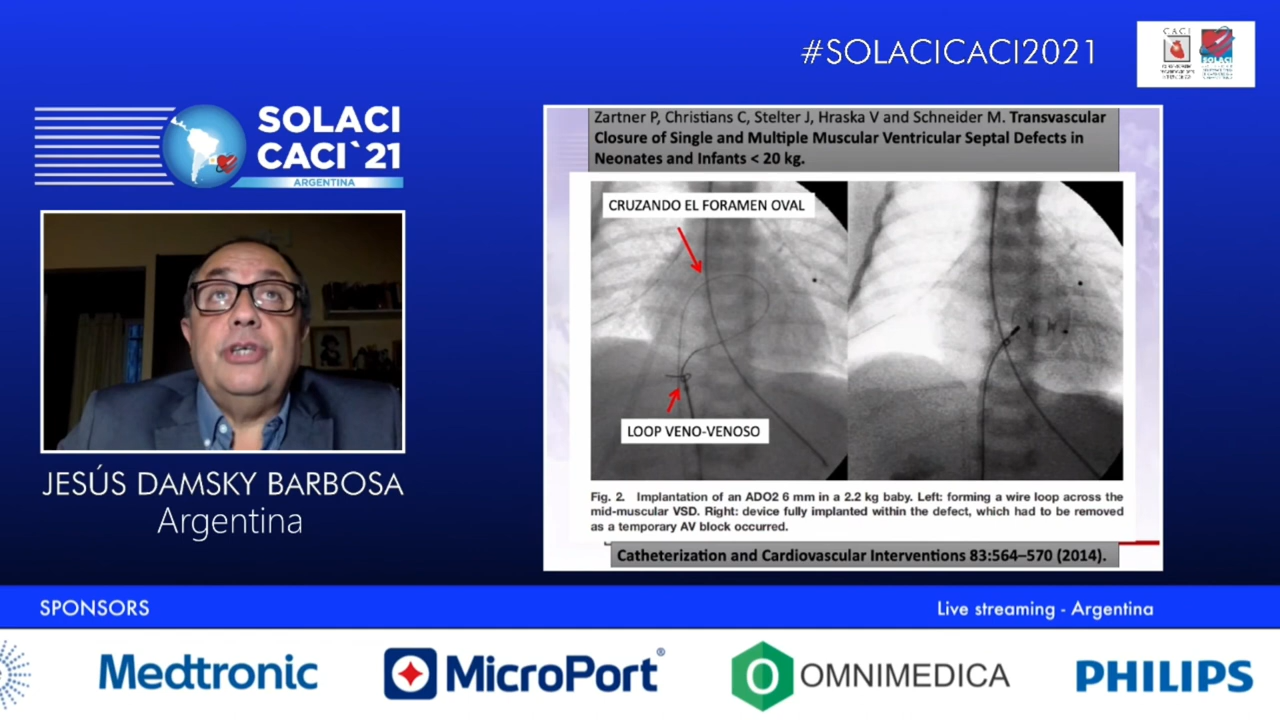 #SOLACICACI2021
CACI
SOLACI
SOLACI
CACI`21
ARGENTINA
Zartner P, Christians C, Stelter J, Hraska V and Schneider M. Transvascular
Closure of Single and Multiple Muscular Ventricular Septal Defects in
Neonates and Infants < 20 kg.
CRUZANDO EL FORAMEN OVAL
LOOP VENO-VENOSO
Fig. 2. Implantation of an ADO2 6 mm in a 2.2 kg baby. Left: forming a wire loop across the
mid-muscular VSD. Right: device fully implanted within the defect, which had to be removed
as a temporary AV block occurred.
Catheterization and Cardiovascular Interventions 83:564–570 (2014).
JESÚS DAMSKY BARBOSA
Argentina
SPONSORS
Live streaming - Argentina
Medtronic
MicroPort®
OMNIMEDICA
PHILIPS